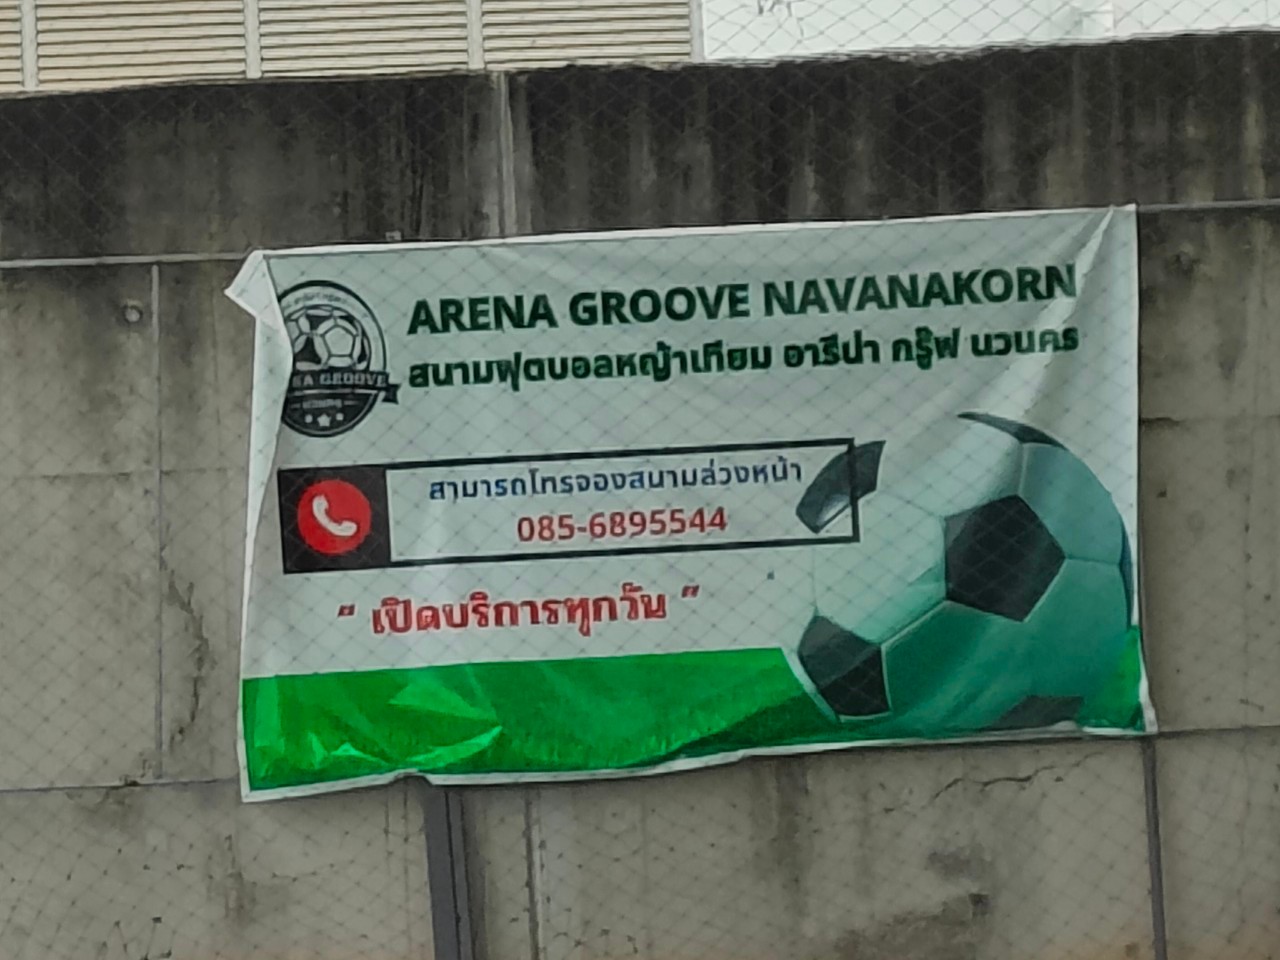 ARENA GROOVE NAVANAKORN
สนามฟุตบอลหญ้าเทียม อารีน่า กรู๊ฟ นวนคร
GROOVE
สามารถโทรจองสนามล่วงหน้า
085-6895544
" เปิดบริการทุกวัน "